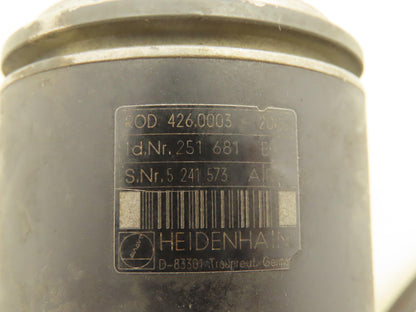 ROD 426.0003
Id.Nr. 251 681
S.Nr. 5 241 573
HEIDENHAIN
D-83301 Traunreut